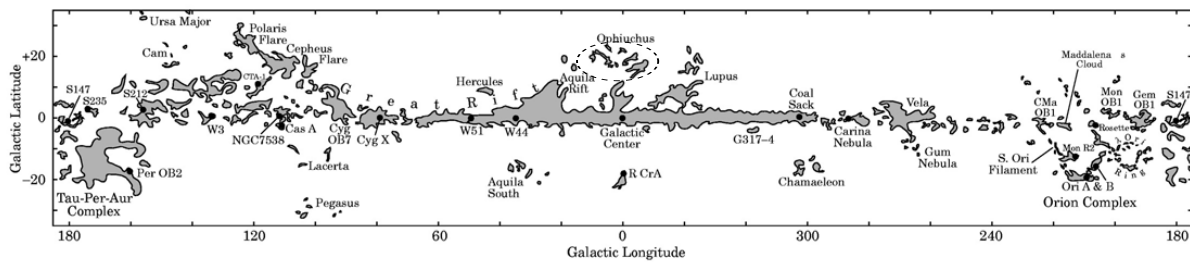 Ursa Major
Polaris
Flare
Cepheus
Flare
Cam
CTA-1
S147
S235
S212
W3
NGC7538
Cas A
Lacerta
Pegasus
Per OB2
Tau-Per-Aur
Complex
Cyg
OB7
Cyg X
Great Rift
Hercules
W51
W44
Aquila
Rift
Aquila
South
Ophiuchus
Lupus
Galactic
Center
R CrA
G317–4
Coal
Sack
Chamaeleon
Carina
Nebula
Vela
Gum
Nebula
Maddalena s
Cloud
CMa
OB1
Mon
OB1
Gem
OB1
S147
Rosette
Mon R2
S. Ori
Filament
Ori
Ring
Ori A & B
Orion Complex
+20
0
−20
Galactic Latitude
180
120
60
0
300
240
180
Galactic Longitude